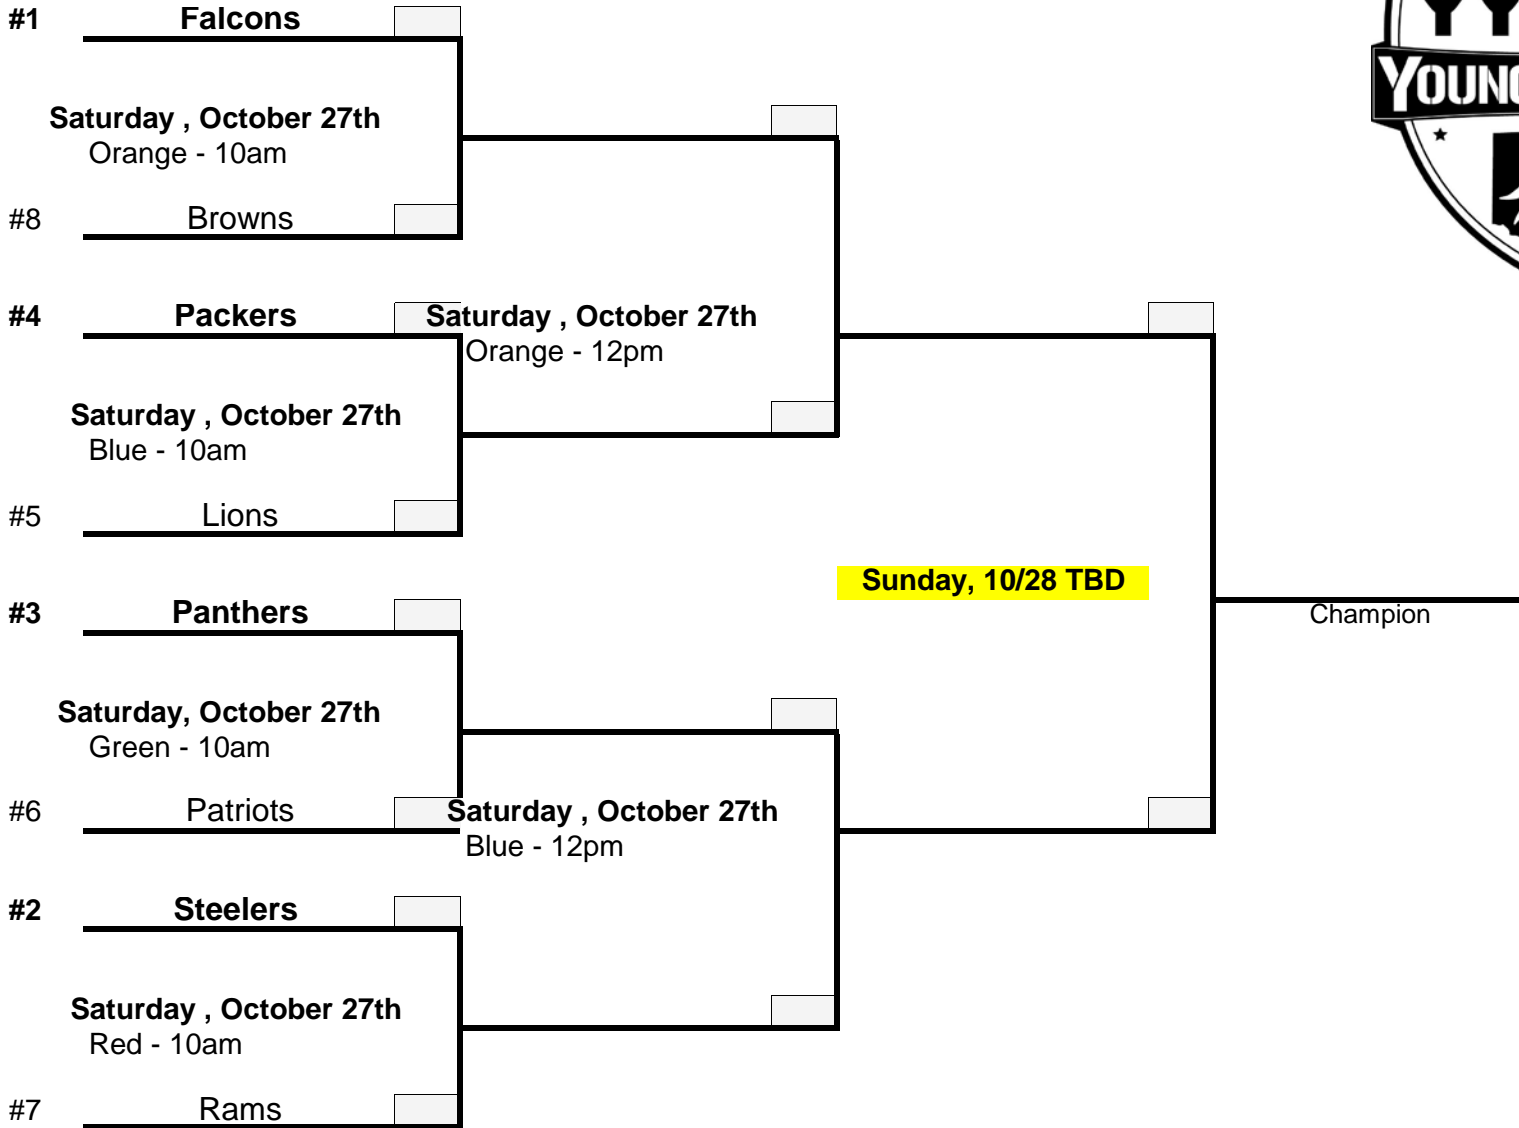 #1 Falcons
Saturday , October 27th
Orange - 10am
#8 Browns
#4 Packers
Saturday , October 27th
Orange - 12pm
Saturday , October 27th
Blue - 10am
#5 Lions
Sunday, 10/28 TBD
Champion
#3 Panthers
Saturday, October 27th
Green - 10am
#6 Patriots
Saturday , October 27th
Blue - 12pm
#2 Steelers
Saturday , October 27th
Red - 10am
#7 Rams